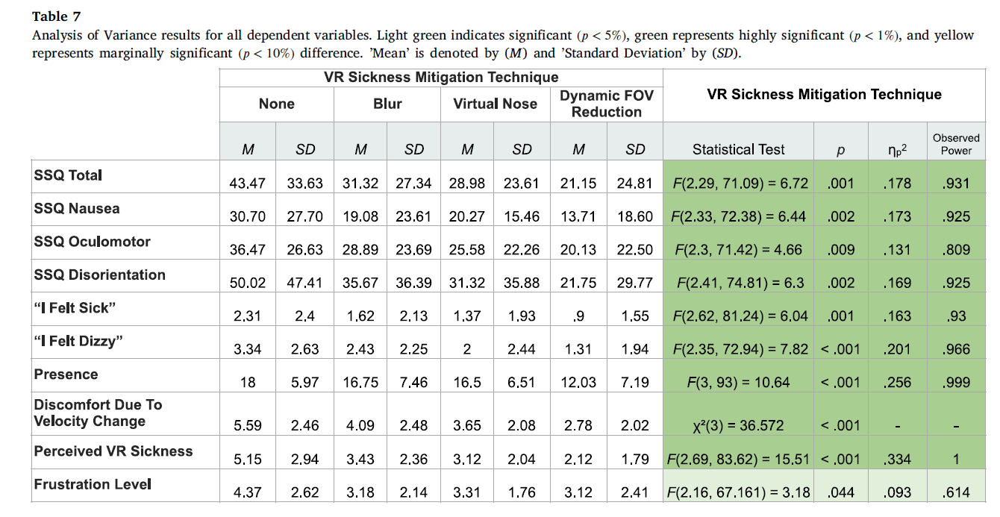 Table 7
Analysis of Variance results for all dependent variables. Light green indicates significant (p < 5%), green represents highly significant (p < 1%), and yellow
represents marginally significant (p < 10%) difference. 'Mean' is denoted by (M) and 'Standard Deviation' by (SD).
VR Sickness Mitigation Technique VR Sickness Mitigation Technique
None Blur Virtual Nose Dynamic FOV Reduction
M SD M SD M SD M SD Statistical Test p ηp² Observed Power
SSQ Total 43.47 33.63 31.32 27.34 28.98 23.61 21.15 24.81 F(2.29, 71.09) = 6.72 .001 .178 .931
SSQ Nausea 30.70 27.70 19.08 23.61 20.27 15.46 13.71 18.60 F(2.33, 72.38) = 6.44 .002 .173 .925
SSQ Oculomotor 36.47 26.63 28.89 23.69 25.58 22.26 20.13 22.50 F(2.3, 71.42) = 4.66 .009 .131 .809
SSQ Disorientation 50.02 47.41 35.67 36.39 31.32 35.88 21.75 29.77 F(2.41, 74.81) = 6.3 .002 .169 .925
“I Felt Sick” 2.31 2.4 1.62 2.13 1.37 1.93 .9 1.55 F(2.62, 81.24) = 6.04 .001 .163 .93
“I Felt Dizzy” 3.34 2.63 2.43 2.25 2 2.44 1.31 1.94 F(2.35, 72.94) = 7.82 < .001 .201 .966
Presence 18 5.97 16.75 7.46 16.5 6.51 12.03 7.19 F(3, 93) = 10.64 < .001 .256 .999
Discomfort Due To
Velocity Change 5.59 2.46 4.09 2.48 3.65 2.08 2.78 2.02 χ²(3) = 36.572 < .001 - -
Perceived VR Sickness 5.15 2.94 3.43 2.36 3.12 2.04 2.12 1.79 F(2.69, 83.62) = 15.51 < .001 .334 1
Frustration Level 4.37 2.62 3.18 2.14 3.31 1.76 3.12 2.41 F(2.16, 67.161) = 3.18 .044 .093 .614